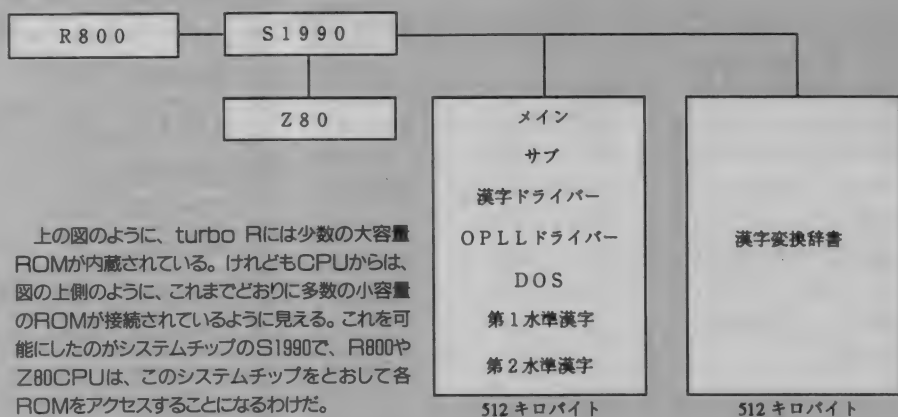 R800
S1990
Z80
上の図のように、turbo Rには少数の大容量
ROMが内蔵されている。けれどもCPUからは、
図の上側のように、これまでどおりに多数の小容量
のROMが接続されているように見える。これを可
能にしたのがシステムチップのS1990で、R800や
Z80CPUは、このシステムチップをとおして各
ROMをアクセスすることになるわけだ。
メイン
サブ
漢字ドライバー
OPLLドライバー
DOS
第1水準漢字
第2水準漢字
512キロバイト
漢字変換辞書
512キロバイト